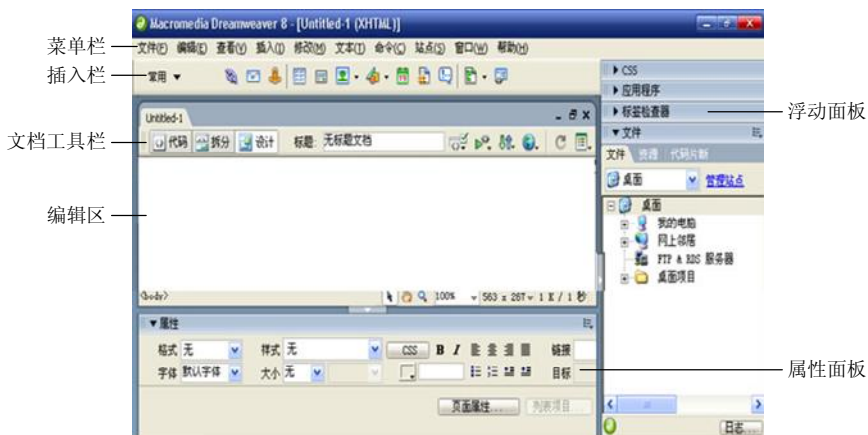 Macromedia Dreamweaver 8 - [Untitled-1 (XHTML)]
菜单栏
文件(F) 编辑(E) 查看(V) 插入(I) 修改(M) 文本(T) 命令(C) 站点(S) 窗口(W) 帮助(H)
插入栏
常用
CSS
应用程序
标签检查器
浮动面板
文件
文件 资源 代码片断
桌面 管理站点
桌面
我的电脑
网上邻居
FTP & RDS 服务器
桌面项目
Untitled-1
文档工具栏
代码 拆分 设计 标题: 无标题文档
编辑区
<body> 100% 563 x 267 1 K / 1 秒
属性
格式 无 样式 无 CSS B I 链接
字体 默认字体 大小 无 目标
属性面板
页面属性... 列表项目...
日志...